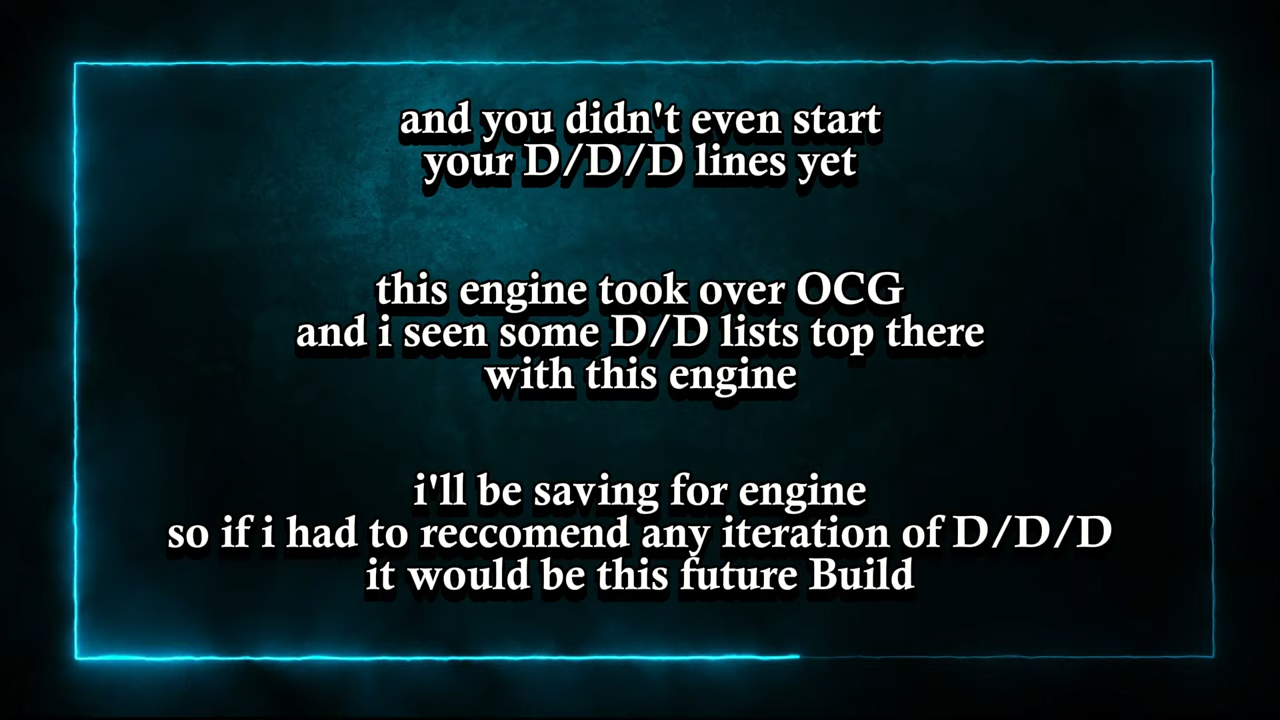 and you didn't even start
your D/D/D lines yet
this engine took over OCG
and i seen some D/D lists top there
with this engine
i'll be saving for engine
so if i had to reccomend any iteration of D/D/D
it would be this future Build